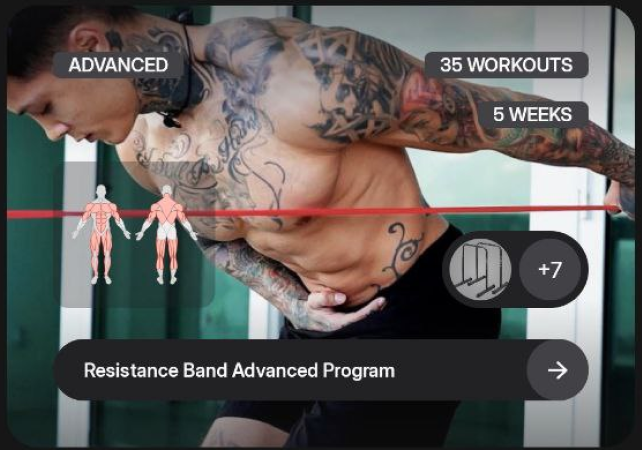 ADVANCED
35 WORKOUTS
5 WEEKS
+7
Resistance Band Advanced Program